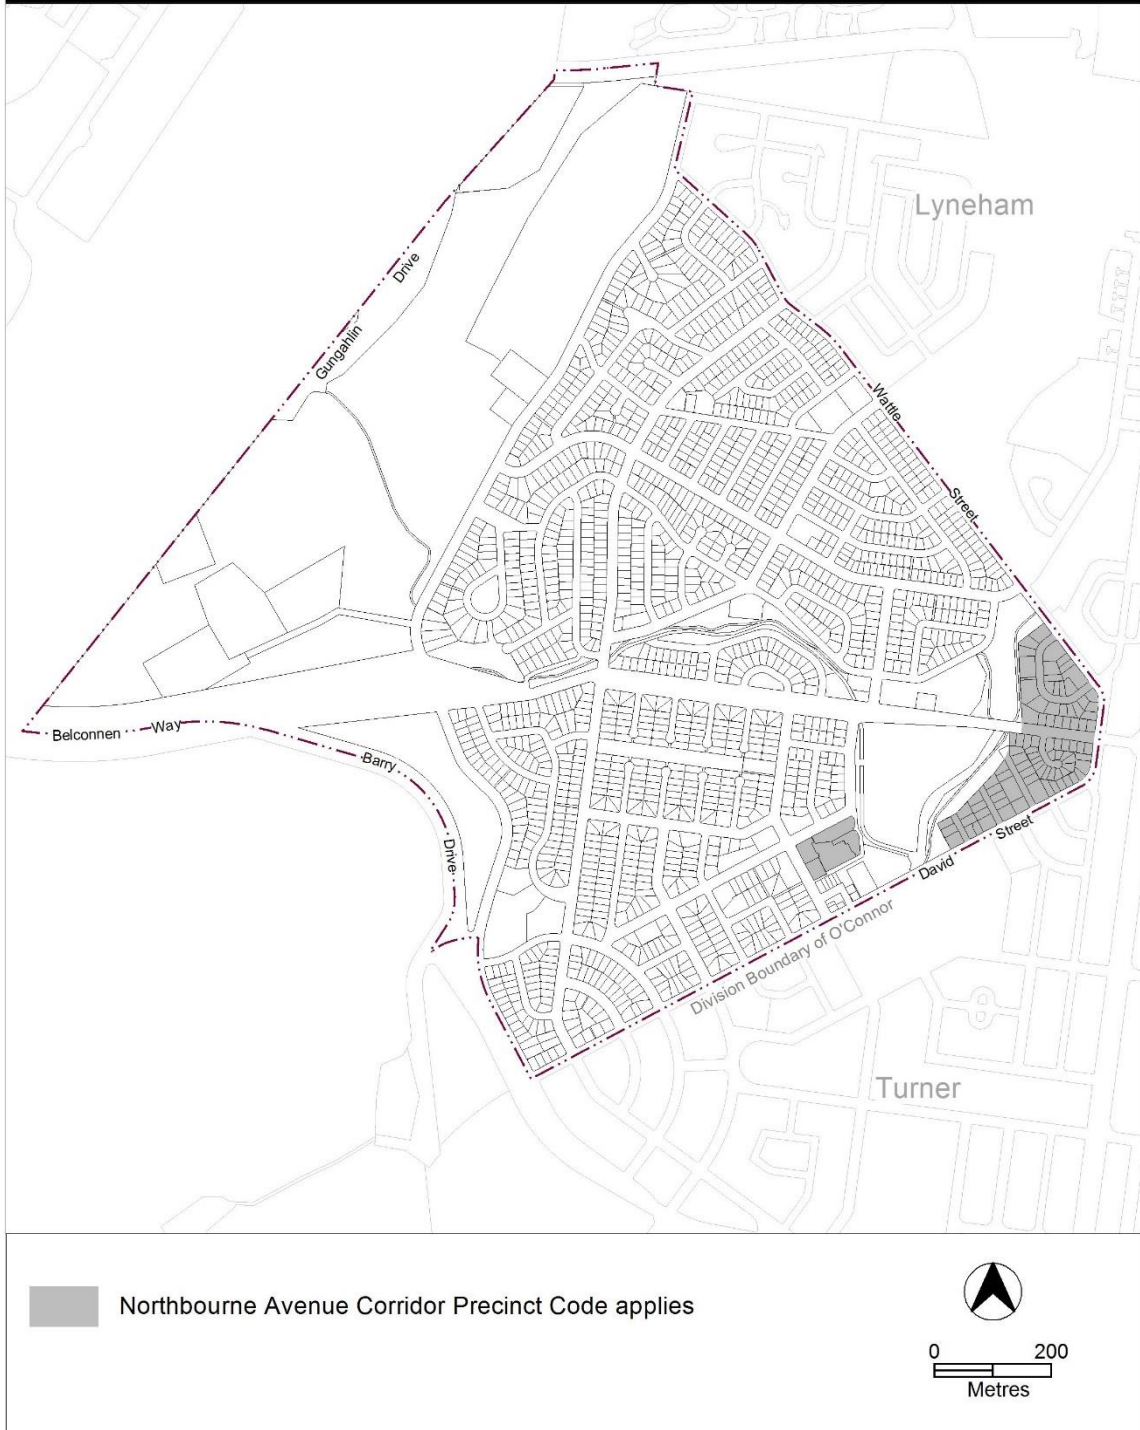 Lyneham
Drive
Gungahlin
Wattle
Street
Belconnen Way
Barry
Drive
Street
David
Division Boundary of O'Connor
Turner
Northbourne Avenue Corridor Precinct Code applies
0 200
Metres